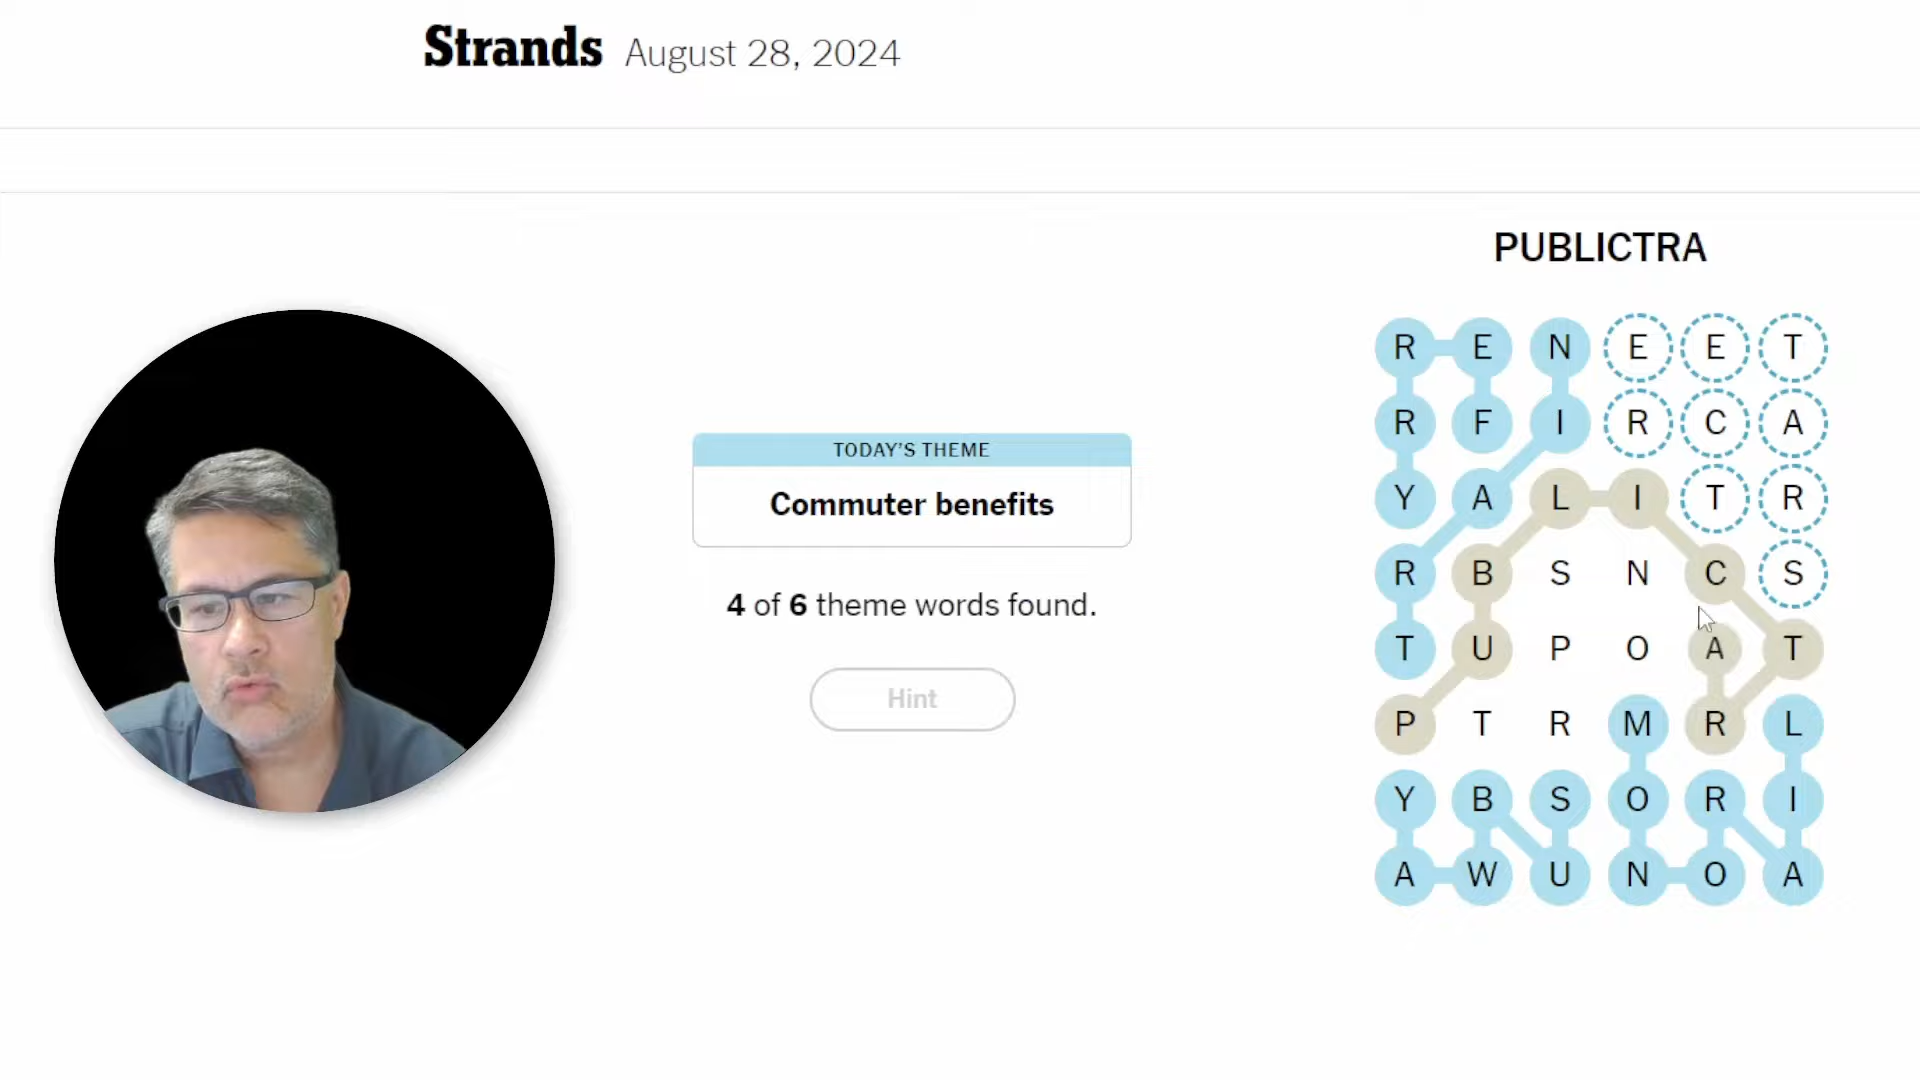 Strands August 28, 2024
PUBLICTRA
TODAY'S THEME
Commuter benefits
4 of 6 theme words found.
Hint
R E N E E T
R F I R C A
Y A L I T R
R B S N C S
T U P O A T
P T R M R L
Y B S O R I
A W U N O A